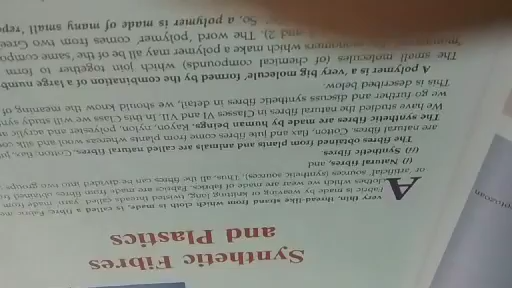 Synthetic Fibres
and Plastics
A very thin, thread-like strand from which cloth is made, is called a fibre. Fabric
fabric is made by weaving or knitting long, twisted threads called 'yarn' made from
clothes which we wear are made of fabrics. Fabrics are made from fibres obtained
or artificial sources (synthetic sources). Thus, all the fibres can be divided into two groups
(i) Natural fibres, and
(ii) Synthetic fibres.
The fibres obtained from plants and animals are called natural fibres. Cotton,
are natural fibres. Cotton, flax and jute fibres come from plants whereas wool and silk
The synthetic fibres are made by human beings. Rayon, nylon, polyester and acrylic
We have studied the natural fibres in Classes VI and VII. In this Class we will study
we go further and discuss synthetic fibres in detail, we should know the meaning of
This is described below.
A polymer is a 'very big molecule' formed by the combination of a large
The small molecules (of chemical compounds) which join together to form
which make a polymer may all be of the same
and 2). The word 'polymer' comes from two
So, a polymer is made of many small